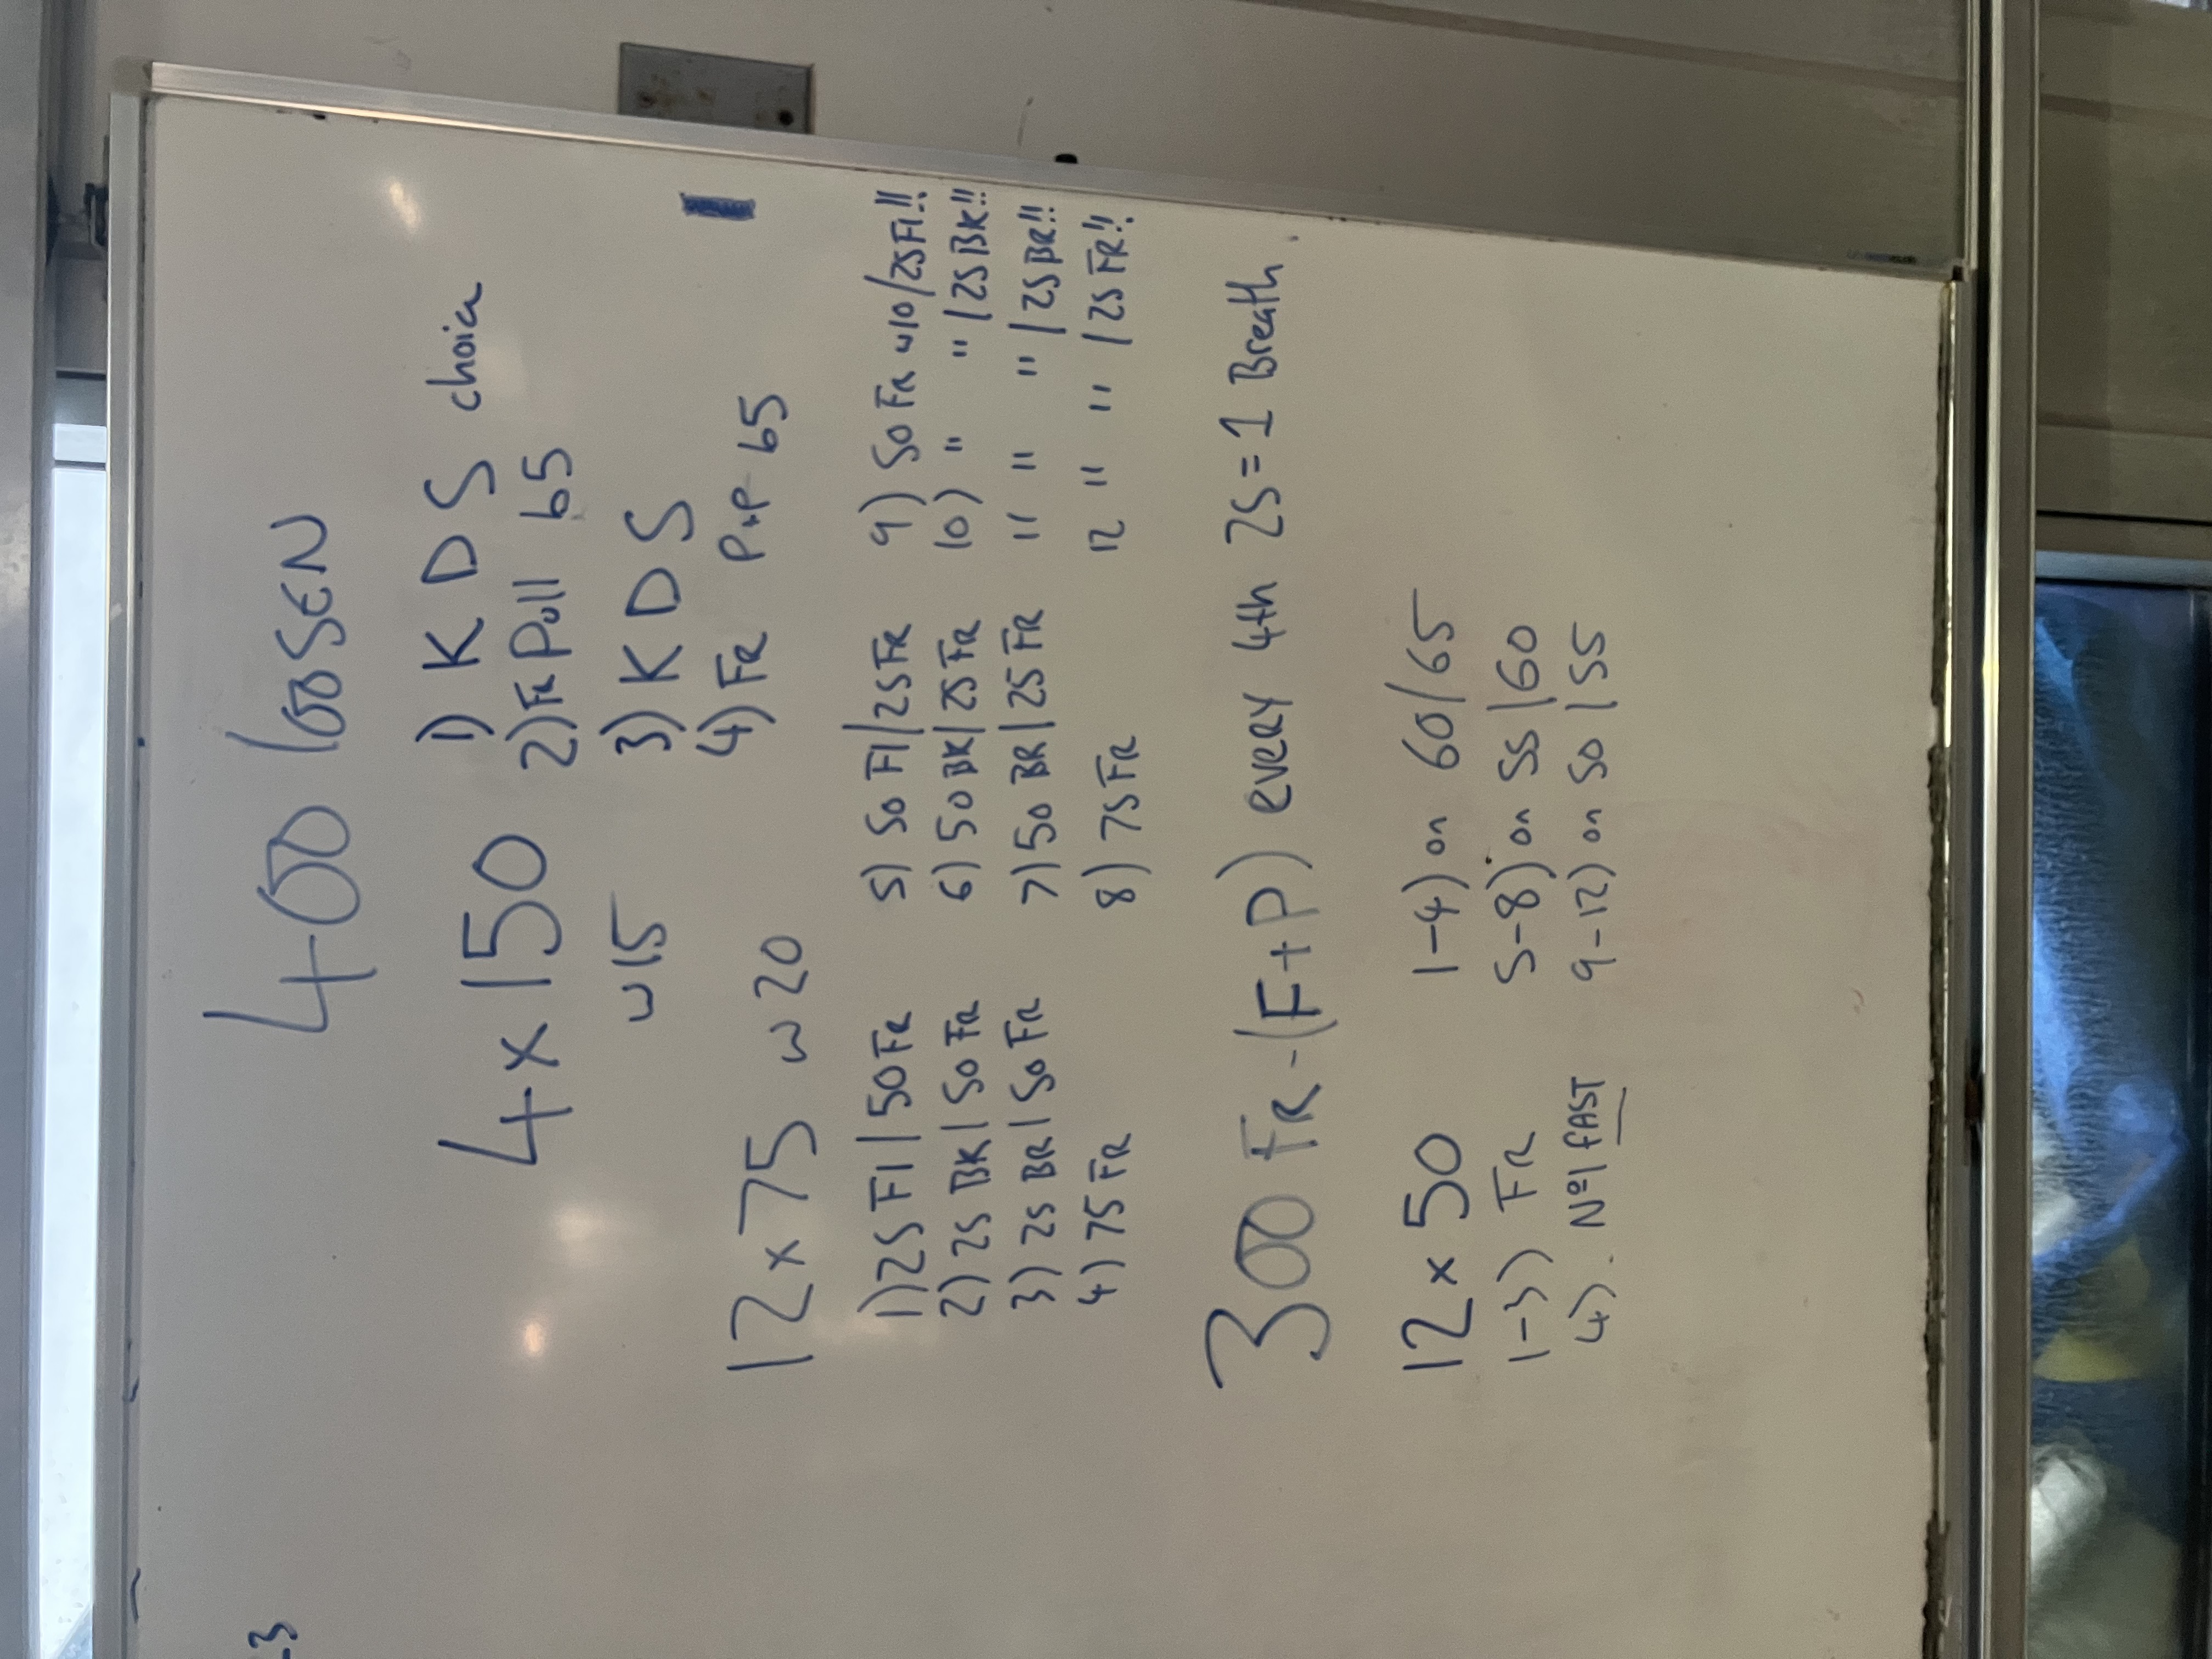 400 loosen
4x150 w15
1) K D S choice
2) FR Pull b5
3) K D S
4) FR P+P b5
12x75 w20
1) 25 Fl / 50 FR
2) 25 BK / 50 FR
3) 25 BR / 50 FR
4) 75 FR
5) 50 Fl / 25 FR
6) 50 BK / 25 FR
7) 50 BR / 25 FR
8) 75 FR
9) 50 FR w10 / 25 Fl!!
10) " " / 25 BK!!
11 " " / 25 BR!!
12 " " / 25 FR!!
300 FR - (F+P) every 4th 25 = 1 Breath.
12 x 50
1-3) FR
4). Nº1 FAST
1-4) on 60/65
5-8) on 55/60
9-12) on 50/55